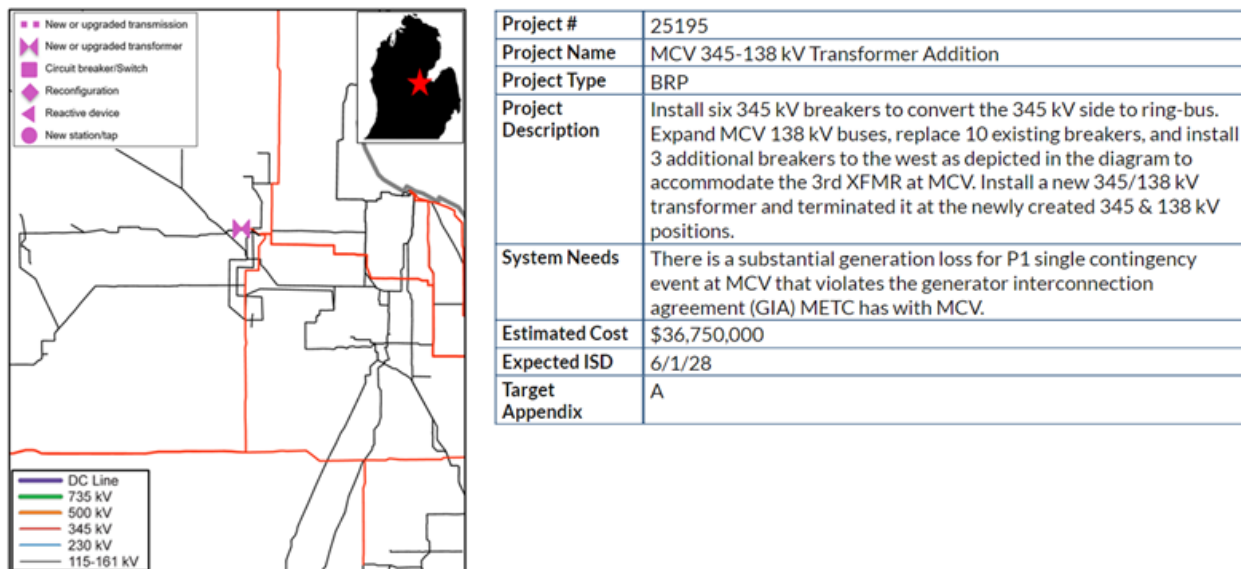 New or upgraded transmission
New or upgraded transformer
Circuit breaker/Switch
Reconfiguration
Reactive device
New station/tap
DC Line
735 kV
500 kV
345 kV
230 kV
115-161 kV
Project # 25195
Project Name MCV 345-138 kV Transformer Addition
Project Type BRP
Project Description
Install six 345 kV breakers to convert the 345 kV side to ring-bus.
Expand MCV 138 kV buses, replace 10 existing breakers, and install
3 additional breakers to the west as depicted in the diagram to
accommodate the 3rd XFMR at MCV. Install a new 345/138 kV
transformer and terminated it at the newly created 345 & 138 kV
positions.
System Needs There is a substantial generation loss for P1 single contingency
event at MCV that violates the generator interconnection
agreement (GIA) METC has with MCV.
Estimated Cost $36,750,000
Expected ISD 6/1/28
Target Appendix A